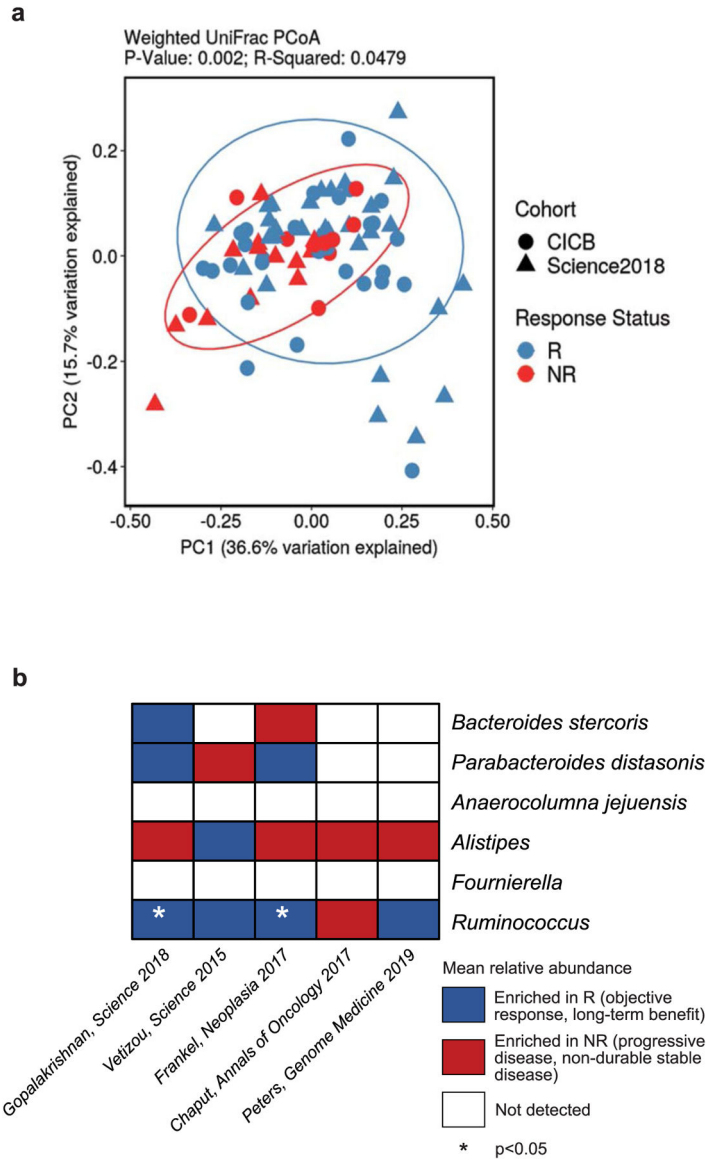 a
Weighted UniFrac PCoA
P-Value: 0.002; R-Squared: 0.0479
0.2
0.0
-0.2
-0.4
PC2 (15.7% variation explained)
-0.50
-0.25
0.00
0.25
0.50
PC1 (36.6% variation explained)
Cohort
CICB
Science2018
Response Status
R
NR
b
Bacteroides stercoris
Parabacteroides distasonis
Anaerocolumna jejuensis
Alistipes
Fournierella
* * Ruminococcus
Gopalakrishnan, Science 2018
Vetizou, Science 2015
Frankel, Neoplasia 2017
Chaput, Annals of Oncology 2017
Peters, Genome Medicine 2019
Mean relative abundance
Enriched in R (objective
response, long-term benefit)
Enriched in NR (progressive
disease, non-durable stable
disease)
Not detected
* p<0.05